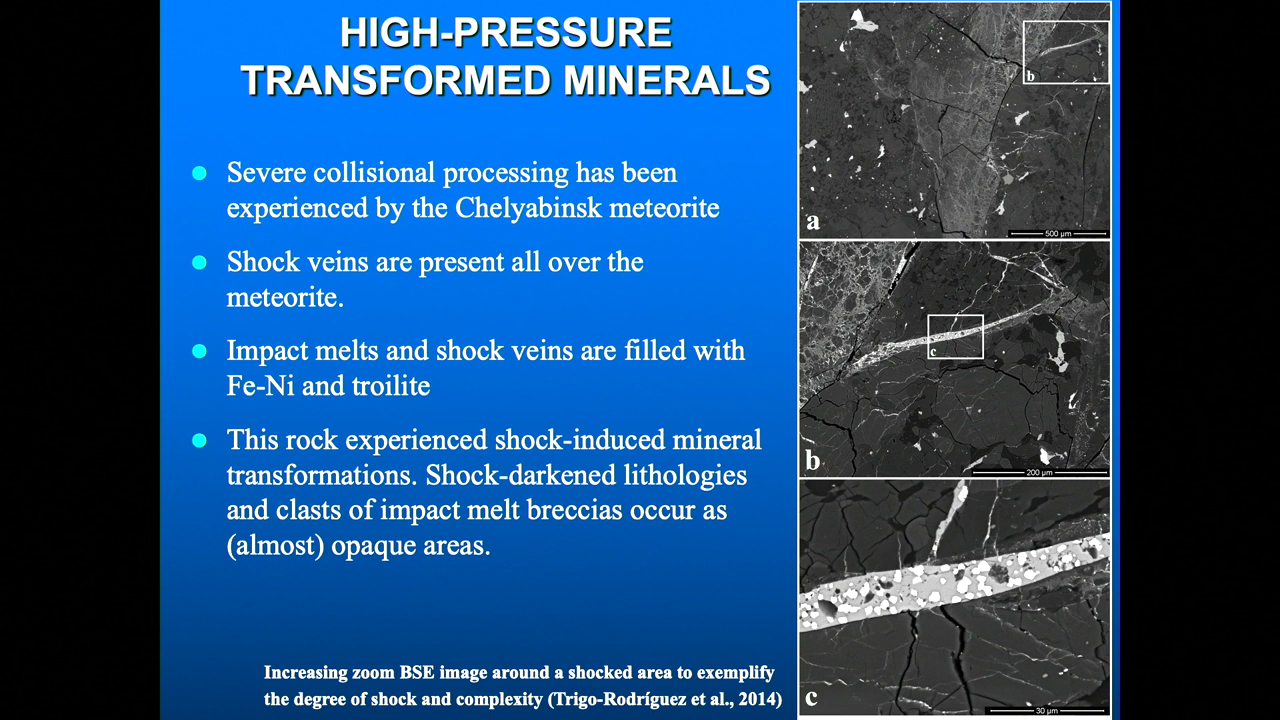 HIGH-PRESSURE
TRANSFORMED MINERALS
Severe collisional processing has been
experienced by the Chelyabinsk meteorite
Shock veins are present all over the
meteorite.
Impact melts and shock veins are filled with
Fe-Ni and troilite
This rock experienced shock-induced mineral
transformations. Shock-darkened lithologies
and clasts of impact melt breccias occur as
(almost) opaque areas.
Increasing zoom BSE image around a shocked area to exemplify
the degree of shock and complexity (Trigo-Rodríguez et al., 2014)
b
a
500 µm
c
b
200 µm
c
30 µm